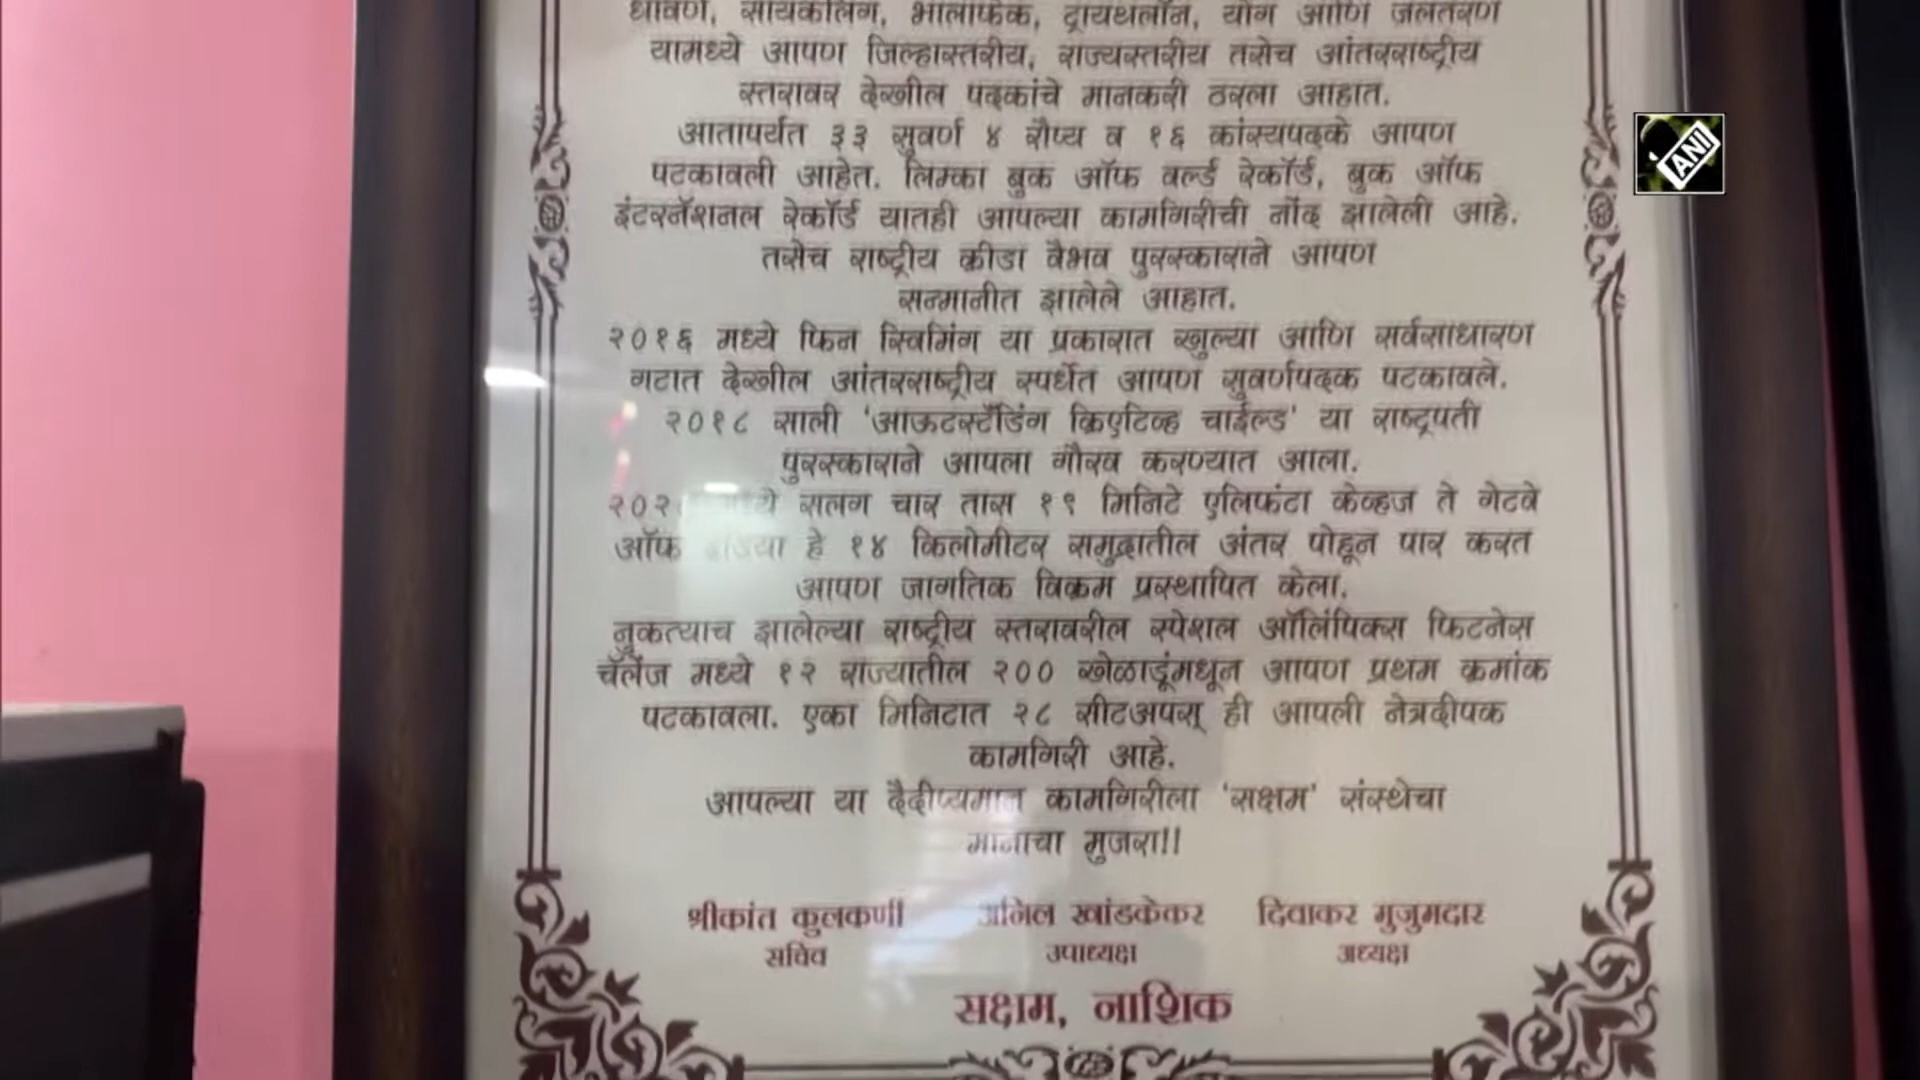 धावणे, सायकलिंग, भालाफेक, ट्रायथलॉन, योग आणि जलतरण
यामध्ये आपण जिल्हास्तरीय, राज्यस्तरीय तसेच आंतरराष्ट्रीय
स्तरावर देखील पदकांचे मानकरी ठरला आहात.
आतापर्यंत ३३ सुवर्ण ४ रौप्य व १६ कांस्यपदके आपण
पटकावली आहेत. लिम्का बुक ऑफ वर्ल्ड रेकॉर्ड, बुक ऑफ
इंटरनॅशनल रेकॉर्ड यातही आपल्या कामगिरीची नोंद झालेली आहे.
तसेच राष्ट्रीय क्रीडा वैभव पुरस्काराने आपण
सन्मानीत झालेले आहात.
२०१६ मध्ये फिन स्विमिंग या प्रकारात खुल्या आणि सर्वसाधारण
गटात देखील आंतरराष्ट्रीय स्पर्धेत आपण सुवर्णपदक पटकावले.
२०१८ साली 'आऊटस्टँडिंग क्रिएटिव्ह चाईल्ड' या राष्ट्रपती
पुरस्काराने आपला गौरव करण्यात आला.
सलग चार तास १९ मिनिटे एलिफंटा केव्हज ते गेटवे
ऑफ हे १४ किलोमीटर समुद्रातील अंतर पोहून पार करत
आपण जागतिक विक्रम प्रस्थापित केला.
नुकत्याच झालेल्या राष्ट्रीय स्तरावरील स्पेशल ऑलिंपिक्स फिटनेस
चॅलेंज मध्ये १२ राज्यातील २०० खेळाडूंमधून आपण प्रथम क्रमांक
पटकावला. एका मिनिटात २८ सीटअपस् ही आपली नेत्रदीपक
कामगिरी आहे.
आपल्या या दैदीप्यमान कामगिरीला 'सक्षम' संस्थेचा
मानाचा मुजरा!!
श्रीकांत कुलकर्णी अनिल खांडकेकर दिवाकर मुजुमदार
सचिव उपाध्यक्ष अध्यक्ष
सक्षम, नाशिक
ANI